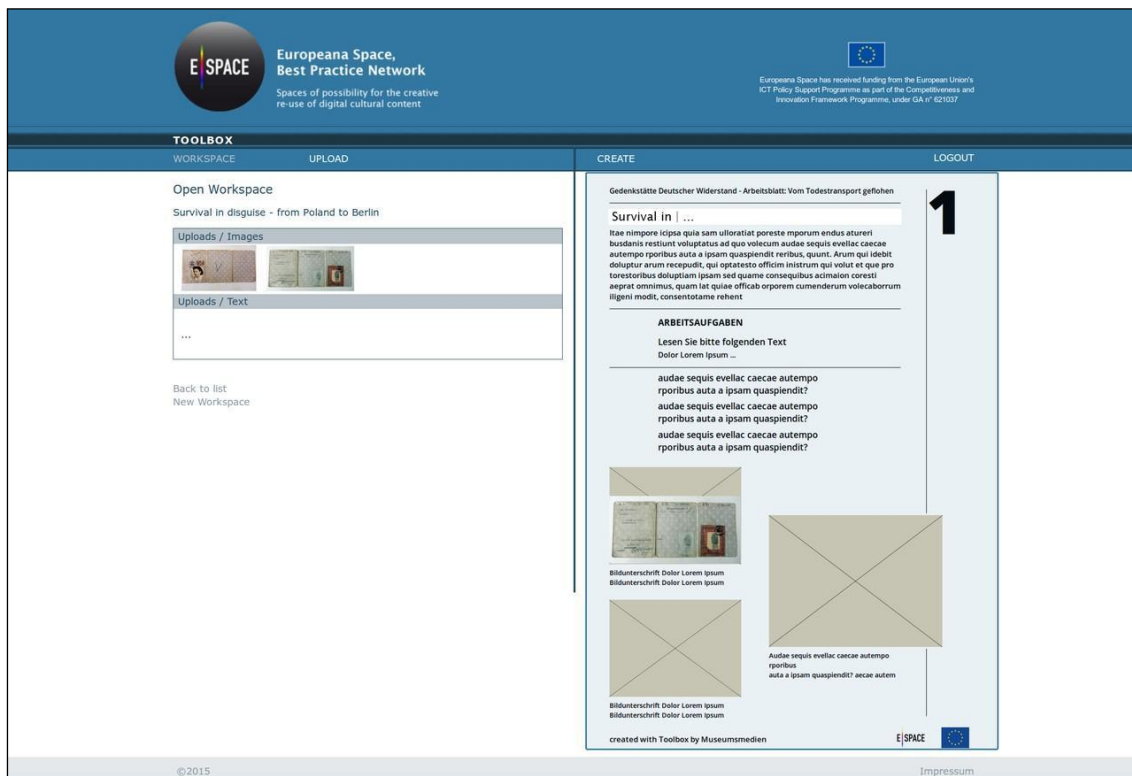 E SPACE
Europeana Space,
Best Practice Network
Spaces of possibility for the creative
re-use of digital cultural content
Europeana Space has received funding from the European Union's
ICT Policy Support Programme as part of the Competitiveness and
Innovation Framework Programme, under GA n° 621037
TOOLBOX
WORKSPACE
UPLOAD
CREATE
LOGOUT
Open Workspace
Survival in disguise - from Poland to Berlin
Uploads / Images
Uploads / Text
...
Back to list
New Workspace
Gedenkstätte Deutscher Widerstand - Arbeitsblatt: Vom Todestransport geflohen
1
Survival in | ...
Itae nimpore icipsa quia sam ulloratiat poreste mporum endus atureri
busdanis restiunt voluptatus ad quo volecum audae sequis evellac caecae
autempo rporibus auta a ipsam quaspiendit reribus, quunt. Arum qui idebit
doluptur arum recepudit, qui optatesto officim inistrum qui volut et que pro
torestoribus doluptiam ipsam sed quame consequibus acimaion coresti
aeprat omnimus, quam lat quiae officab orporem cumenderum volecaborrum
iligeni modit, consentotame rehent
ARBEITSAUFGABEN
Lesen Sie bitte folgenden Text
Dolor Lorem Ipsum ...
audae sequis evellac caecae autempo
rporibus auta a ipsam quaspiendit?
audae sequis evellac caecae autempo
rporibus auta a ipsam quaspiendit?
audae sequis evellac caecae autempo
rporibus auta a ipsam quaspiendit?
Bildunterschrift Dolor Lorem Ipsum
Bildunterschrift Dolor Lorem Ipsum
Audae sequis evellac caecae autempo
rporibus
auta a ipsam quaspiendit? aecae autem
Bildunterschrift Dolor Lorem Ipsum
Bildunterschrift Dolor Lorem Ipsum
created with Toolbox by Museumsmedien
E SPACE
©2015
Impressum